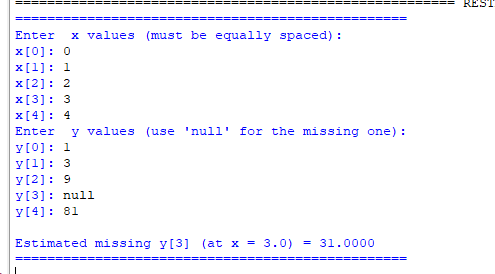 ======================================================= REST
=================================================
Enter  x values (must be equally spaced):
x[0]: 0
x[1]: 1
x[2]: 2
x[3]: 3
x[4]: 4
Enter  y values (use 'null' for the missing one):
y[0]: 1
y[1]: 3
y[2]: 9
y[3]: null
y[4]: 81
Estimated missing y[3] (at x = 3.0) = 31.0000
=================================================